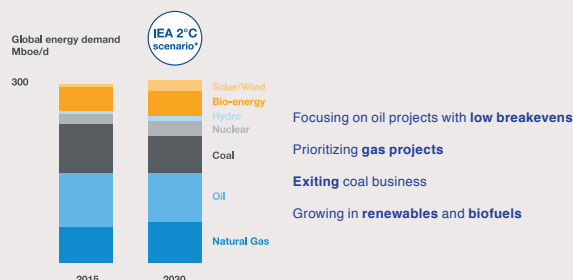 IEA 2°C
scenario*
Global energy demand
Mboe/d
300
Solar/Wind
Bio-energy
Hydro
Nuclear
Coal
Oil
Natural Gas
Focusing on oil projects with low breakevens
Prioritizing gas projects
Exiting coal business
Growing in renewables and biofuels
2015